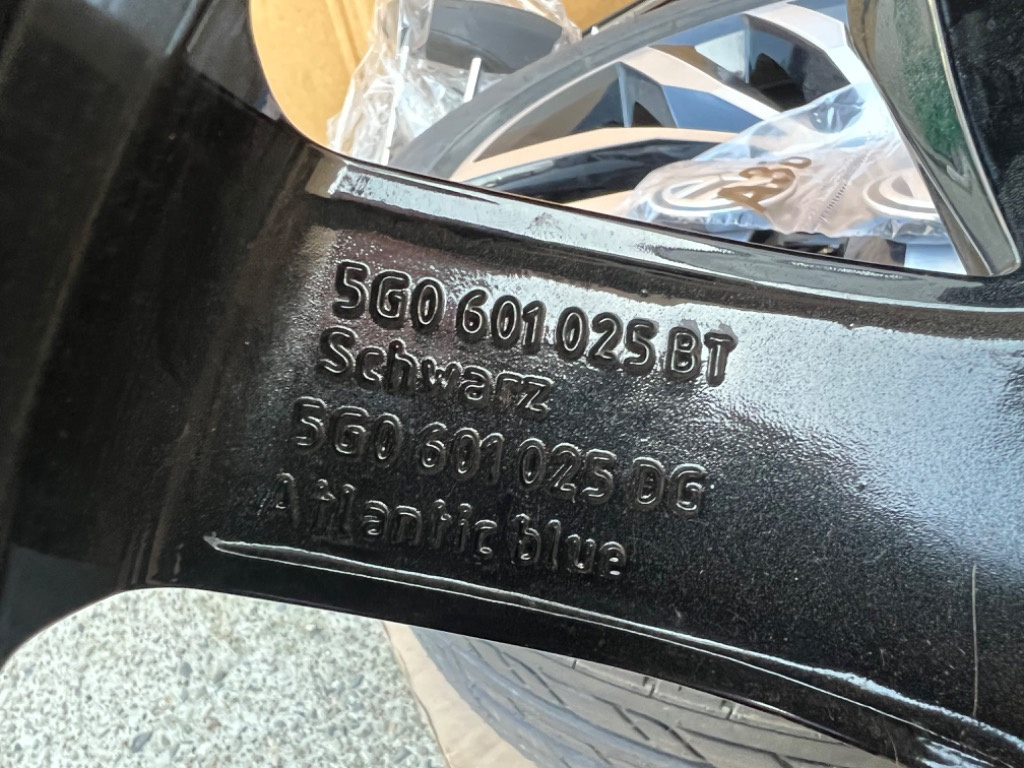 5G0 601 025 BT
Schwarz
5G0 601 025 DG
Atlantic blue